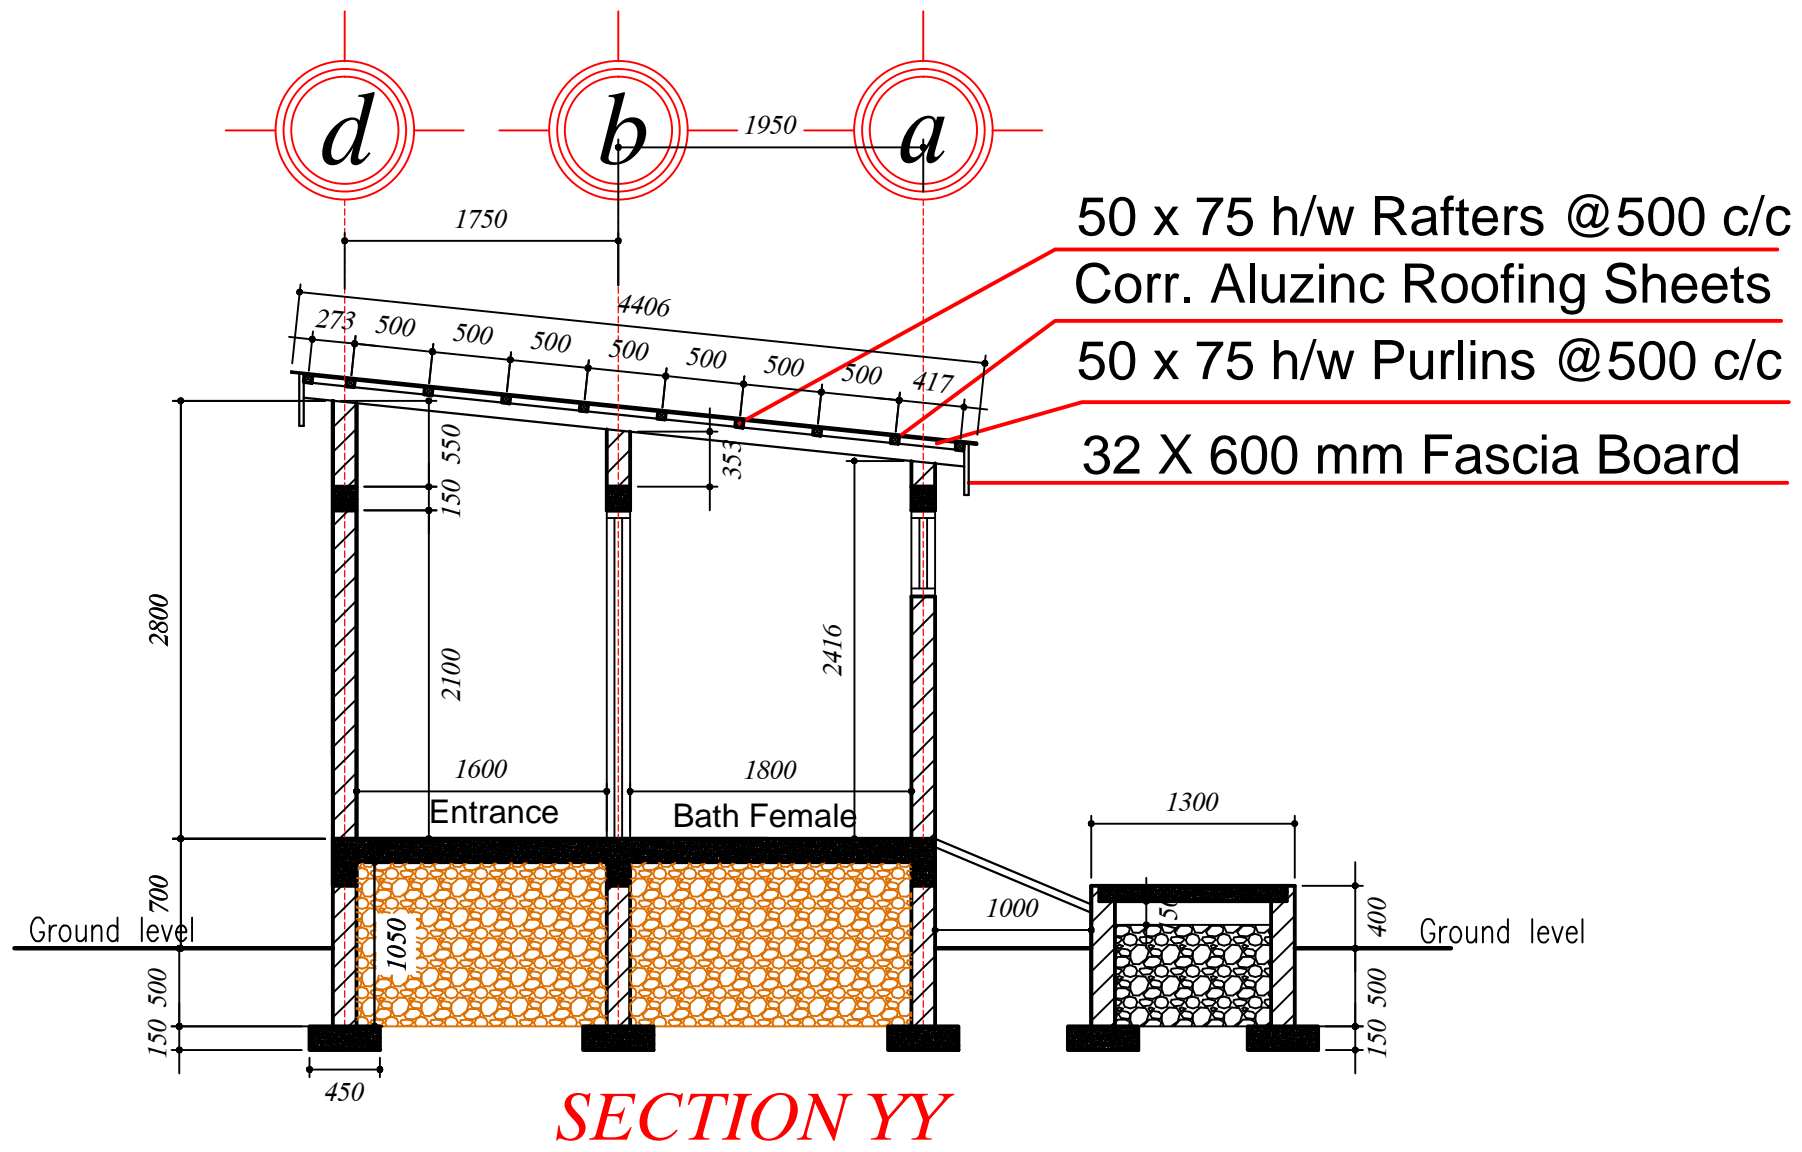 d b a
1950
1750
50 x 75 h/w Rafters @500 c/c
Corr. Aluzinc Roofing Sheets
50 x 75 h/w Purlins @500 c/c
32 X 600 mm Fascia Board
4406
273 500 500 500 500 500 500 500 417
550
353
150
2800
2100
2416
1600
1800
Entrance
Bath Female
1300
700
1050
1000
400
Ground level
Ground level
500
500
150
150
450
SECTION YY